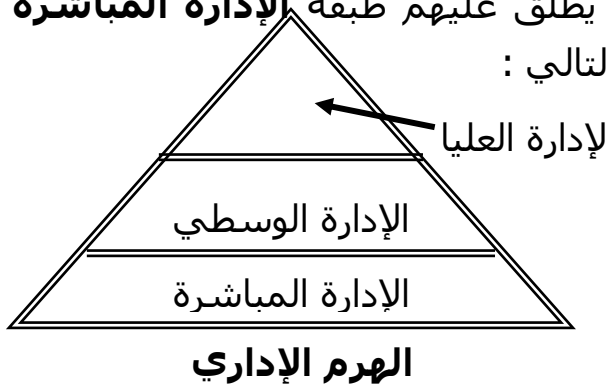 يطلق عليهم طبقة الإدارة المباشرة
لتالي :
لإدارة العليا
الإدارة الوسطي
الإدارة المباشرة
الهرم الإداري